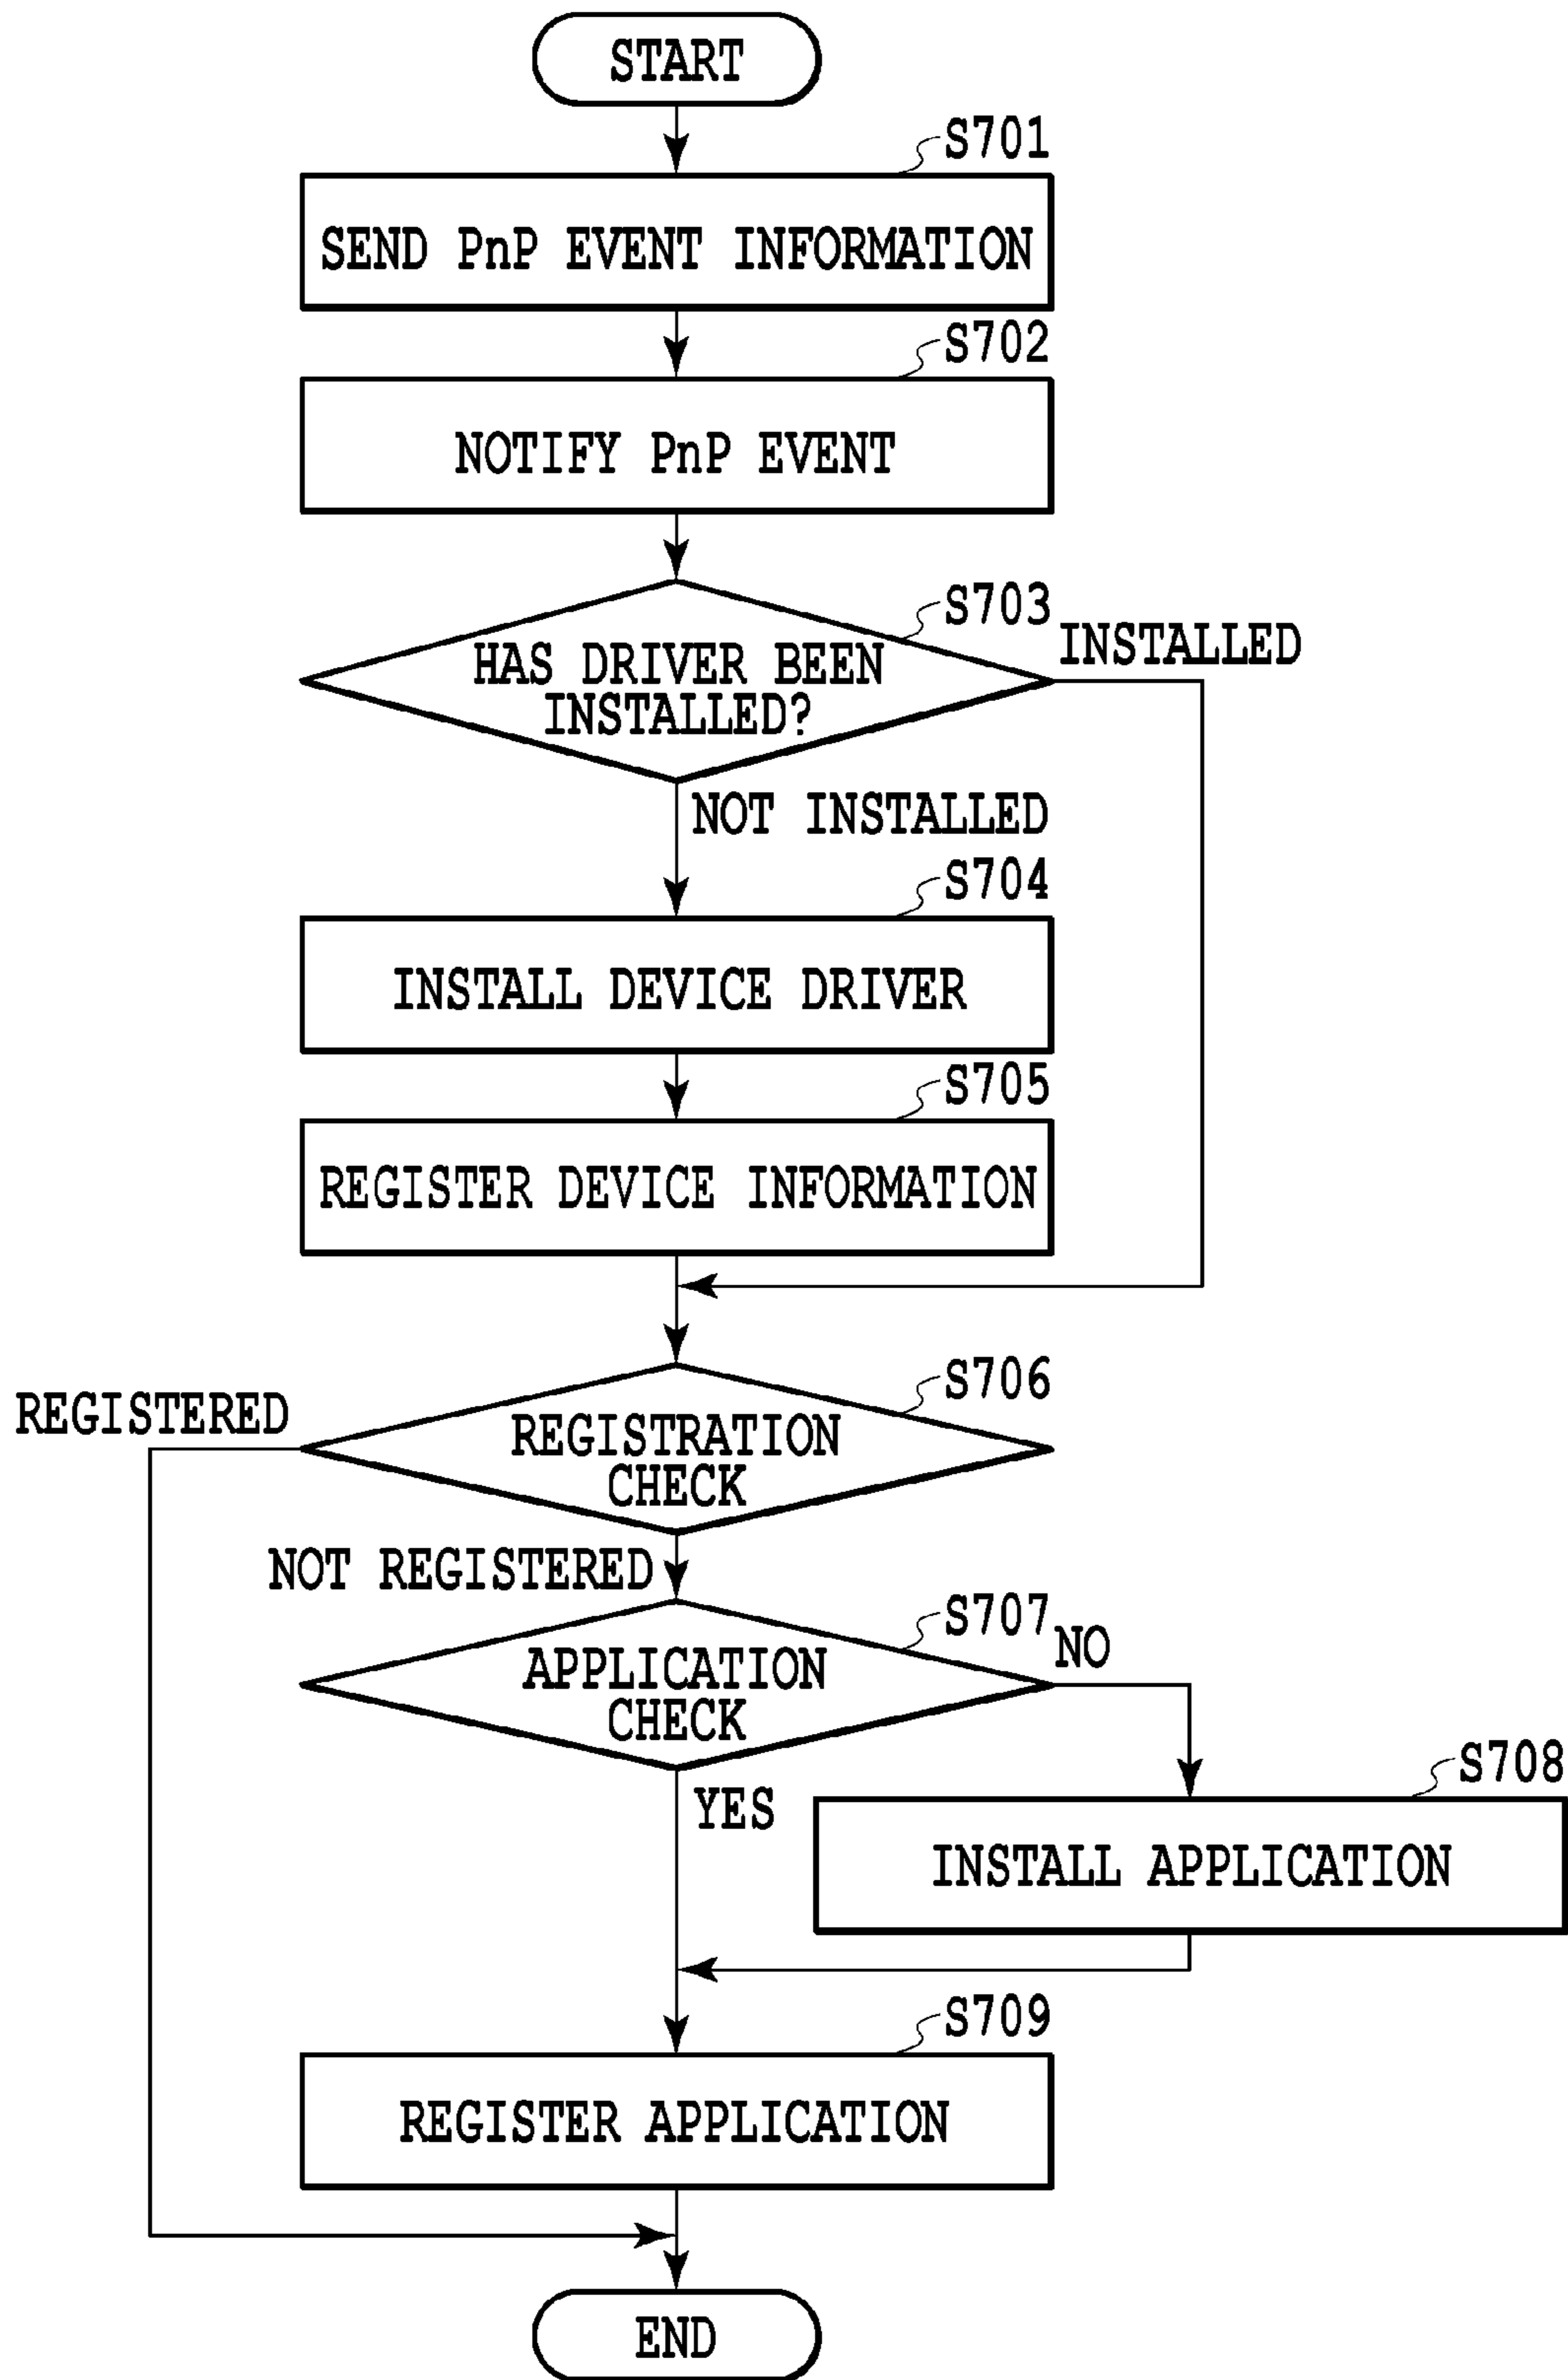 START
S701
SEND PnP EVENT INFORMATION
S702
NOTIFY PnP EVENT
S703
HAS DRIVER BEEN
INSTALLED?
INSTALLED
NOT INSTALLED
S704
INSTALL DEVICE DRIVER
S705
REGISTER DEVICE INFORMATION
S706
REGISTERED
REGISTRATION
CHECK
NOT REGISTERED
S707
NO
APPLICATION
CHECK
YES
S708
INSTALL APPLICATION
S709
REGISTER APPLICATION
END